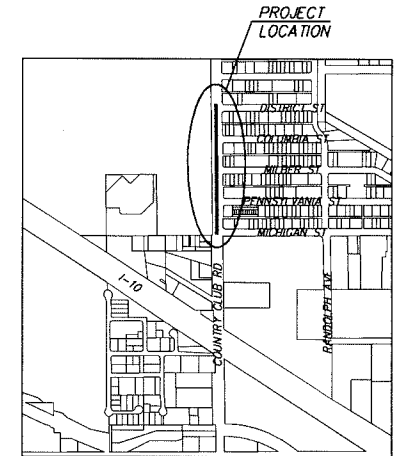 PROJECT
LOCATION
DISTRICT ST
COLUMBIA ST
MILBER ST
PENNSYLVANIA ST
MICHIGAN ST
I-10
COUNTRY CLUB RD
RANDOLPH AVE